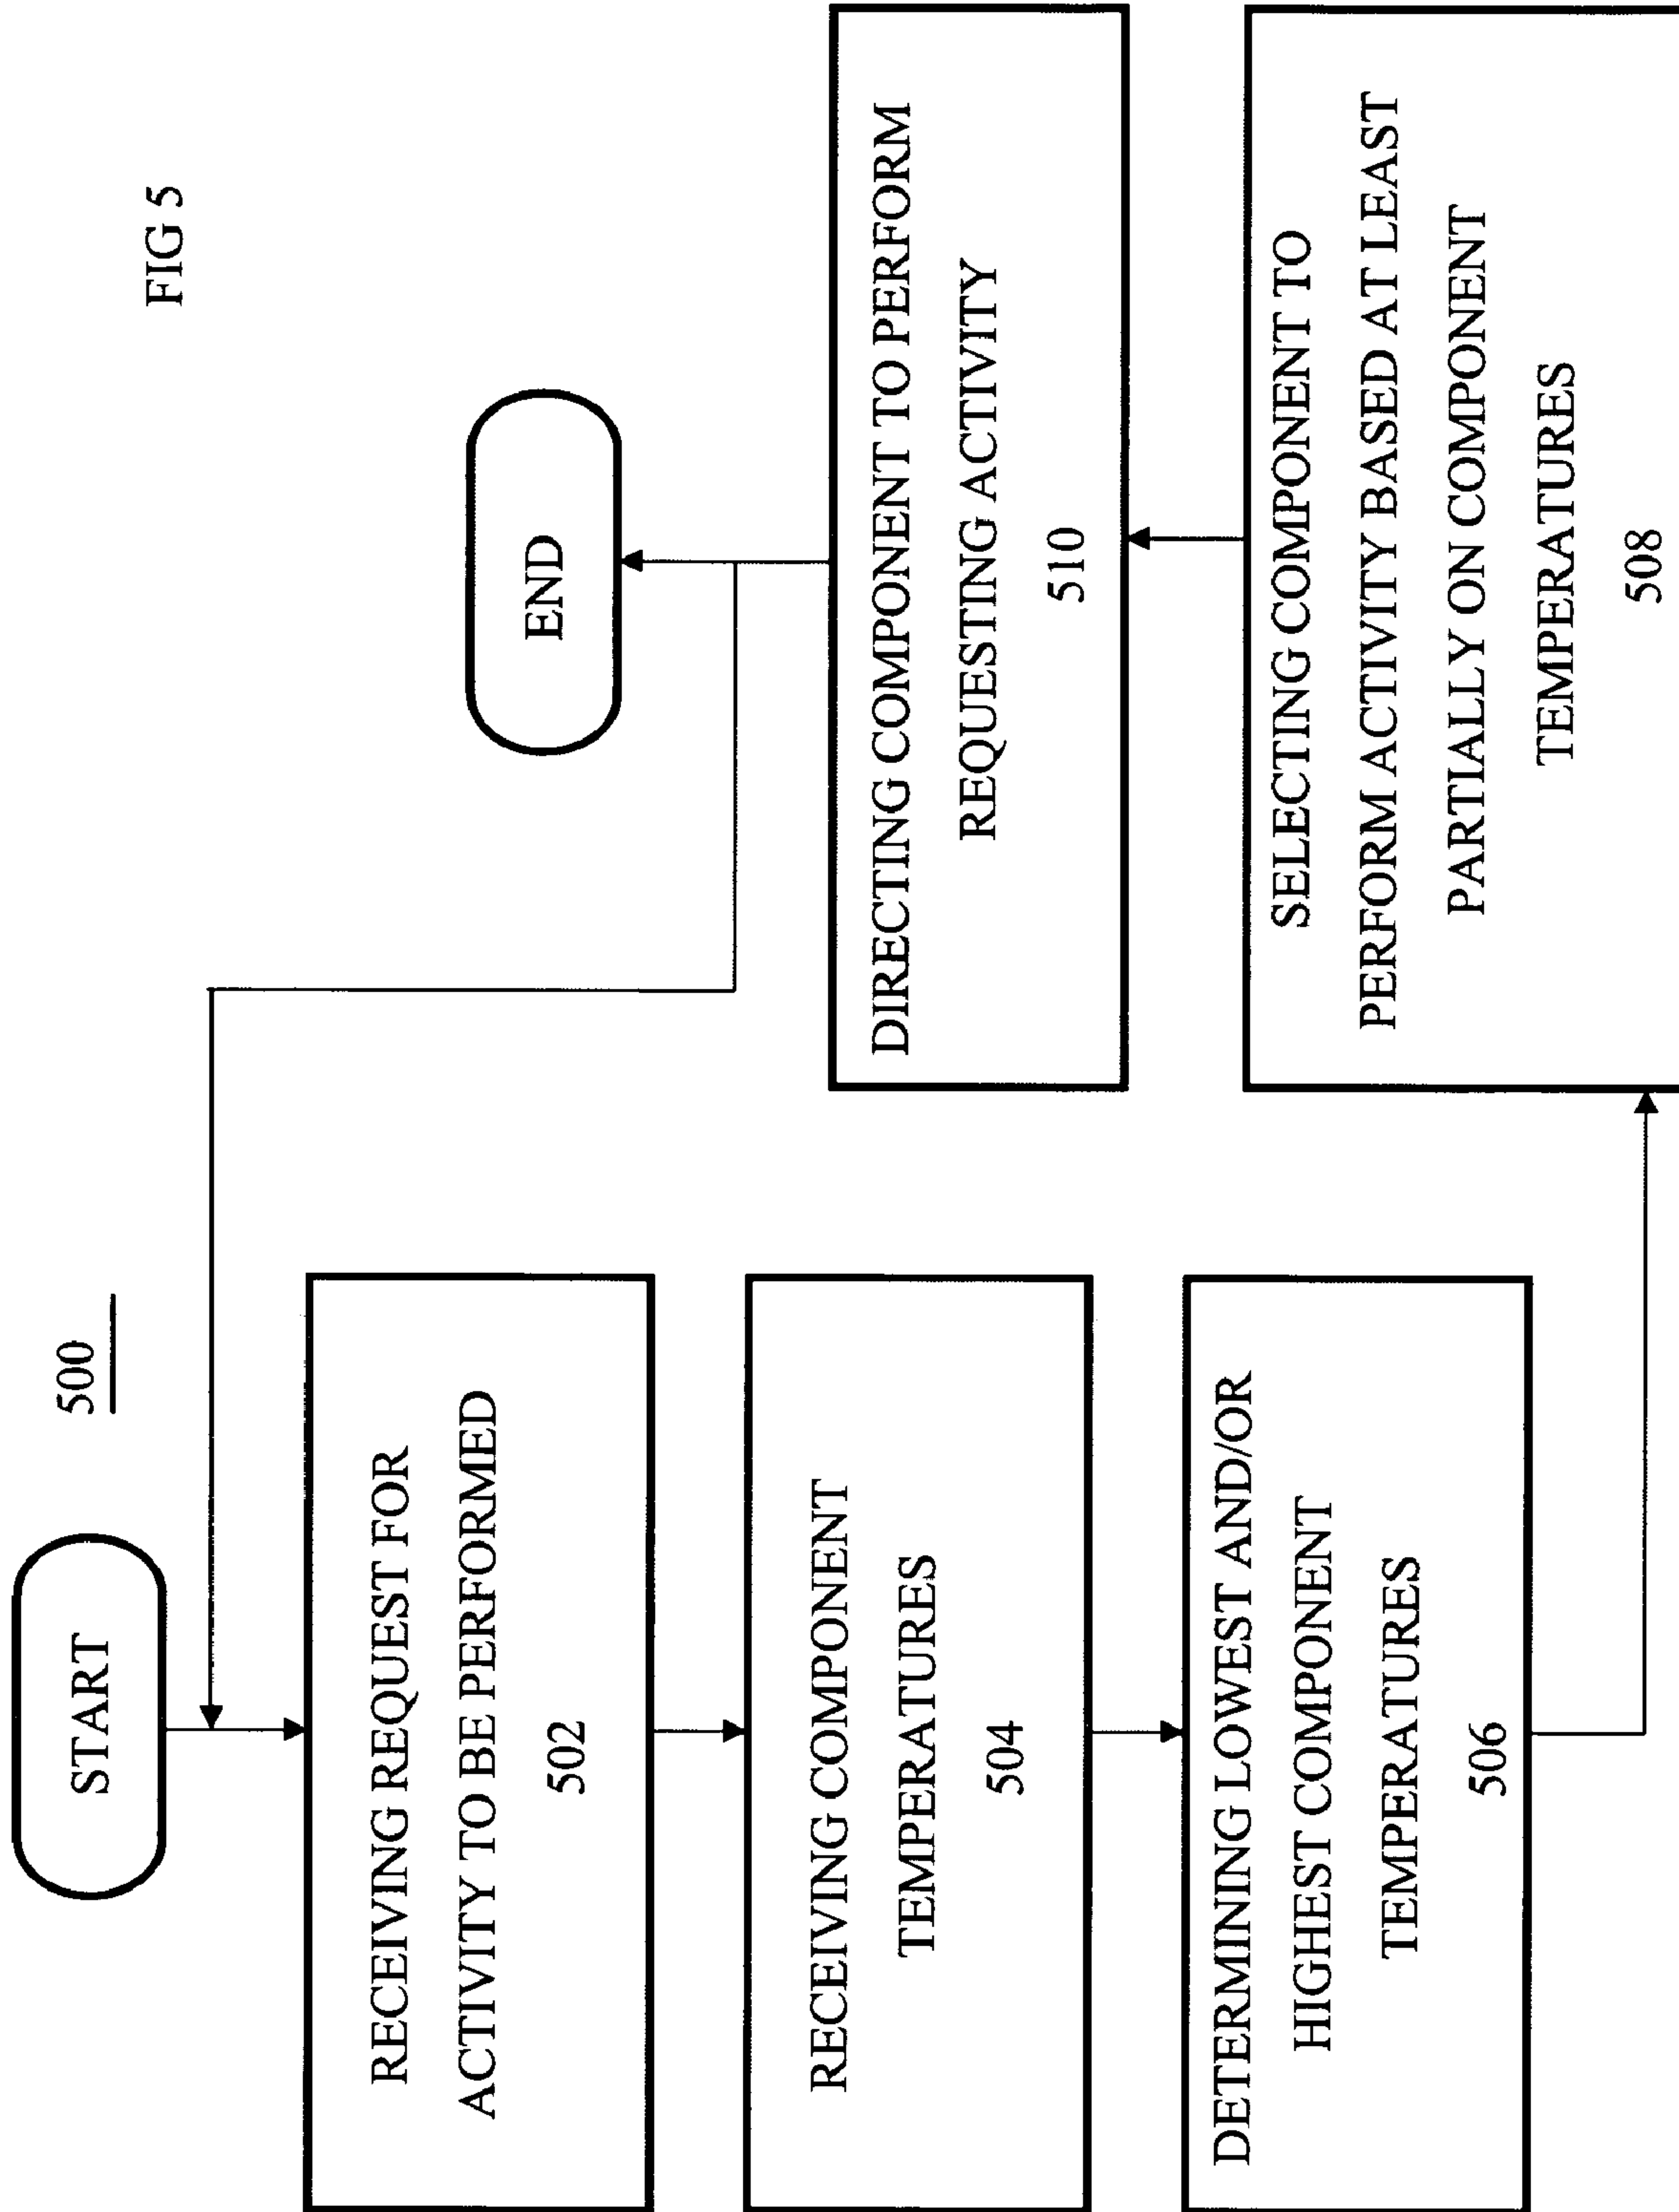 500
FIG 5
START
RECEIVING REQUEST FOR
ACTIVITY TO BE PERFORMED
502
RECEIVING COMPONENT
TEMPERATURES
504
DETERMINING LOWEST AND/OR
HIGHEST COMPONENT
TEMPERATURES
506
SELECTING COMPONENT TO
PERFORM ACTIVITY BASED AT LEAST
PARTIALLY ON COMPONENT
TEMPERATURES
508
DIRECTING COMPONENT TO PERFORM
REQUESTING ACTIVITY
510
END